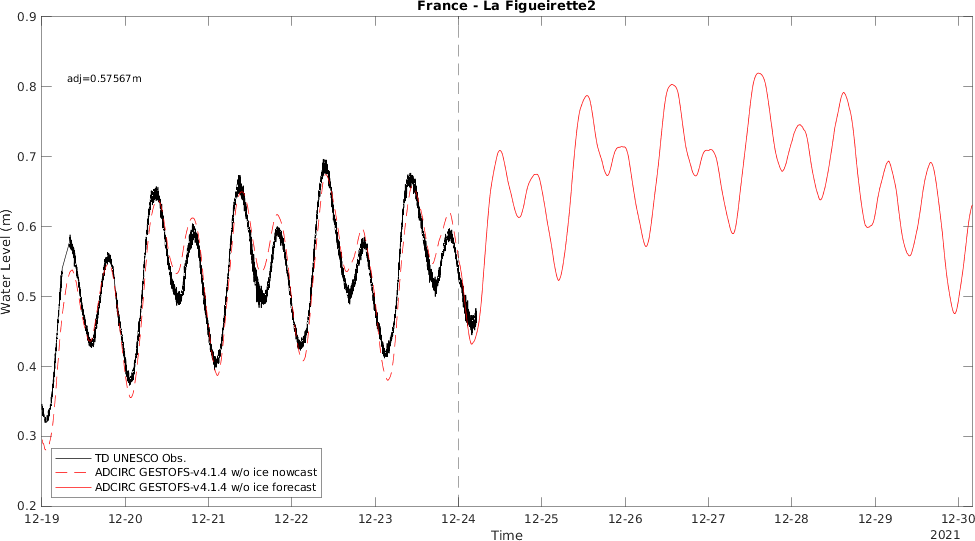 France - La Figueirette2
0.9
0.8
0.7
0.6
0.5
0.4
0.3
0.2
Water Level (m)
adj=0.57567m
TD UNESCO Obs.
ADCIRC GESTOFS-v4.1.4 w/o ice nowcast
ADCIRC GESTOFS-v4.1.4 w/o ice forecast
12-19 12-20 12-21 12-22 12-23 12-24 12-25 12-26 12-27 12-28 12-29 12-30
Time
2021